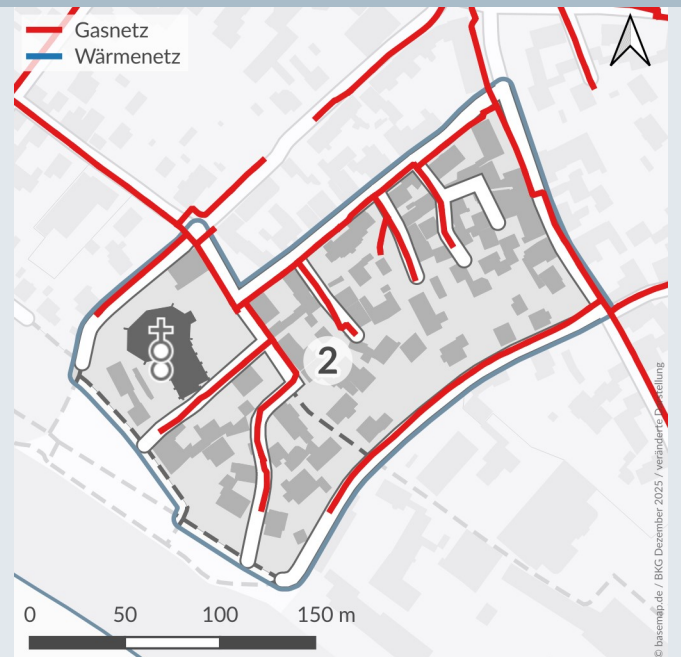 Gasnetz
Wärmenetz
2
0 50 100 150 m
© basemap.de / BKG Dezember 2025 / veränderte Darstellung